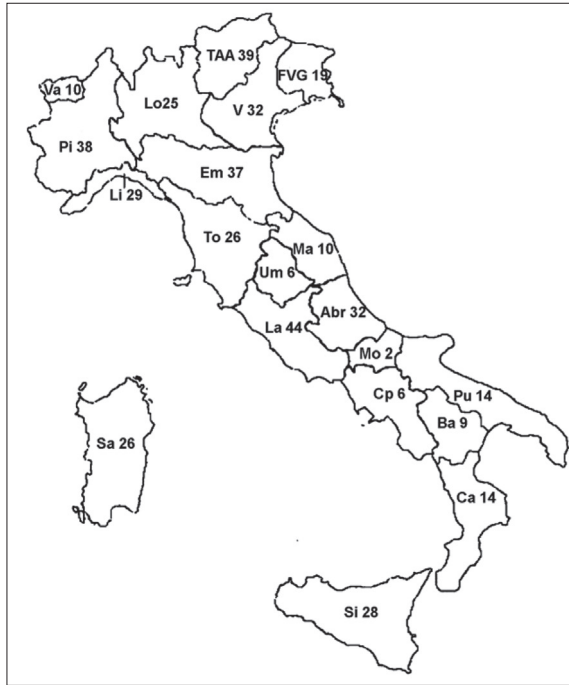 TAA 39
FVG 19
Va 10
Lo25
V 32
Pi 38
Em 37
Li 29
To 26
Ma 10
Um 6
Abr 32
La 44
Mo 2
Cp 6
Pu 14
Ba 9
Sa 26
Ca 14
Si 28